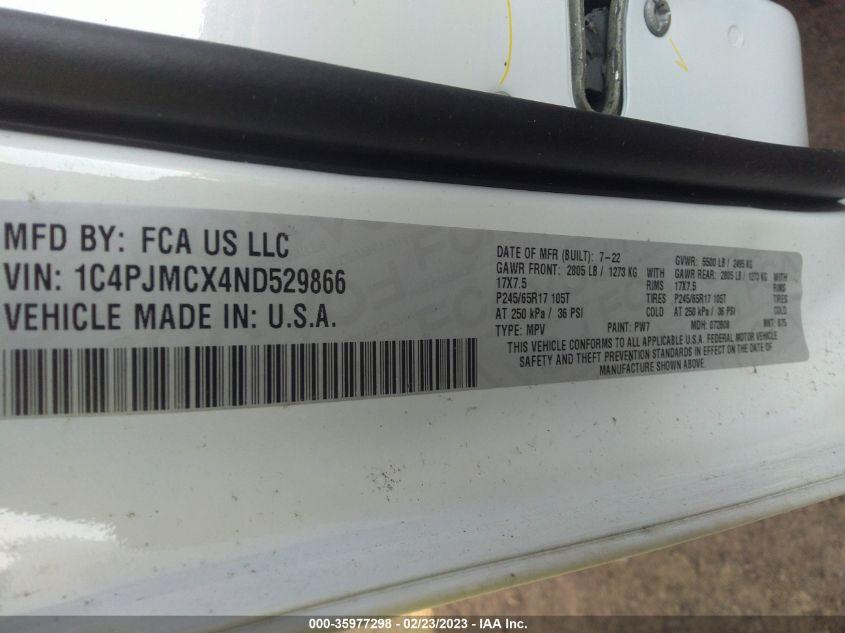 MFD BY: FCA US LLC
VIN: 1C4PJMCX4ND529866
VEHICLE MADE IN: U.S.A.
DATE OF MFR (BUILT): 7-22 GVWR: 5500 LB / 2495 KG
GAWR FRONT: 2805 LB / 1273 KG WITH GAWR REAR: 2805 LB / 1273 KG WITH
17X7.5 RIMS 17X7.5 RIMS
P245/65R17 105T TIRES P245/65R17 105T TIRES
AT 250 kPa / 36 PSI COLD AT 250 kPa / 36 PSI COLD
TYPE: MPV PAINT: PW7 MDH: 072808 MNT: 675
THIS VEHICLE CONFORMS TO ALL APPLICABLE U.S.A. FEDERAL MOTOR VEHICLE
SAFETY AND THEFT PREVENTION STANDARDS IN EFFECT ON THE DATE OF
MANUFACTURE SHOWN ABOVE.
000-35977298 - 02/23/2023 - IAA Inc.